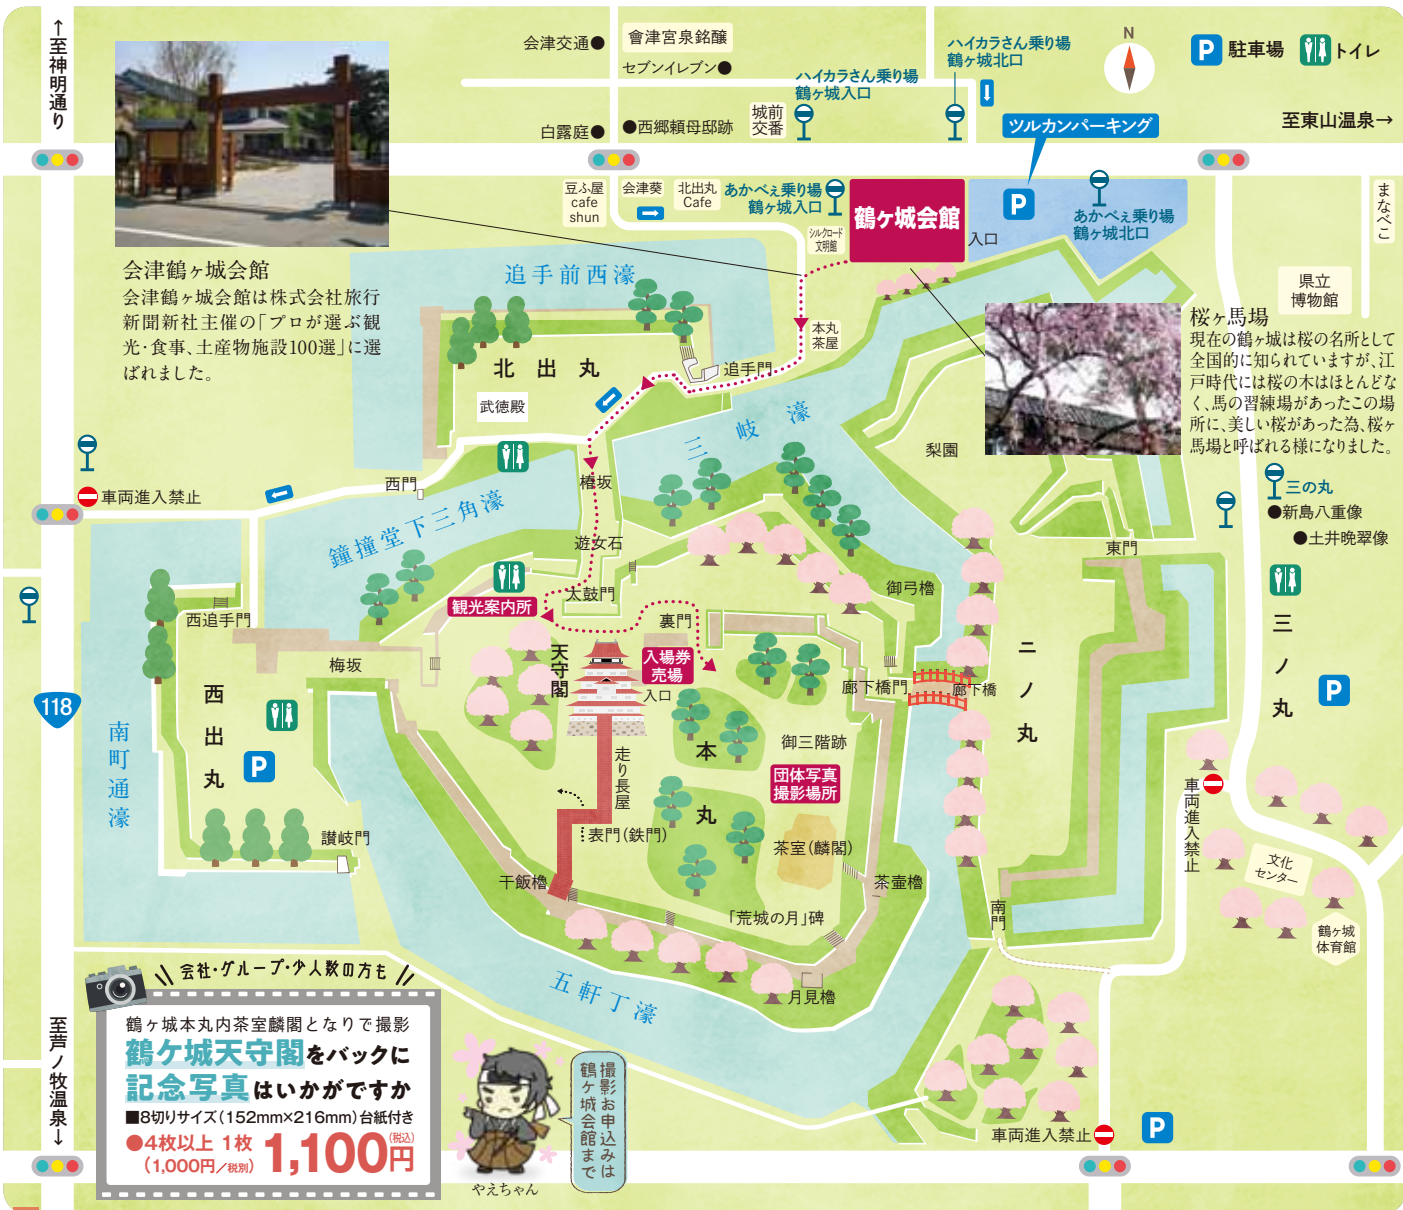 ↑至神明通り
会津交通●
會津宮泉銘醸
セブンイレブン●
ハイカラさん乗り場
鶴ヶ城入口
ハイカラさん乗り場
鶴ヶ城北口
N
P 駐車場
トイレ
白露庭●
●西郷頼母邸跡
城前
交番
ツルカンパーキング
至東山温泉→
豆ふ屋
cafe
shun
会津葵
北出丸
Cafe
あかべぇ乗り場
鶴ヶ城入口
シルクロード
文明館
鶴ヶ城会館
入口
P
あかべぇ乗り場
鶴ヶ城北口
まなべこ
県立
博物館
会津鶴ヶ城会館
会津鶴ヶ城会館は株式会社旅行
新聞新社主催の「プロが選ぶ観
光・食事、土産物施設100選」に選
ばれました。
追手前西濠
本丸
茶屋
桜ヶ馬場
現在の鶴ヶ城は桜の名所として
全国的に知られていますが、江
戸時代には桜の木はほとんどな
く、馬の習練場があったこの場
所に、美しい桜があった為、桜ヶ
馬場と呼ばれる様になりました。
北出丸
追手門
武徳殿
三岐濠
梨園
西門
椿坂
車両進入禁止
鐘撞堂下三角濠
三の丸
●新島八重像
●土井晩翠像
遊女石
東門
太鼓門
御弓櫓
観光案内所
西追手門
裏門
梅坂
天守閣
入場券
売場
入口
廊下橋門
廊下橋
二ノ丸
三ノ丸
P
118
西出丸
P
南町通濠
本丸
御三階跡
走り長屋
団体写真
撮影場所
表門(鉄門)
茶室(麟閣)
車両進入禁止
讃岐門
干飯櫓
茶壷櫓
文化
センター
「荒城の月」碑
南門
鶴ヶ城
体育館
五軒丁濠
月見櫓
会社・グループ・少人数の方も
鶴ヶ城本丸内茶室麟閣となりで撮影
鶴ケ城天守閣をバックに
記念写真はいかがですか
■8切りサイズ(152mm×216mm)台紙付き
●4枚以上 1枚
(1,000円/税別)
1,100円
(税込)
撮影お申込みは
鶴ケ城会館まで
やえちゃん
至芦ノ牧温泉↓
車両進入禁止
P